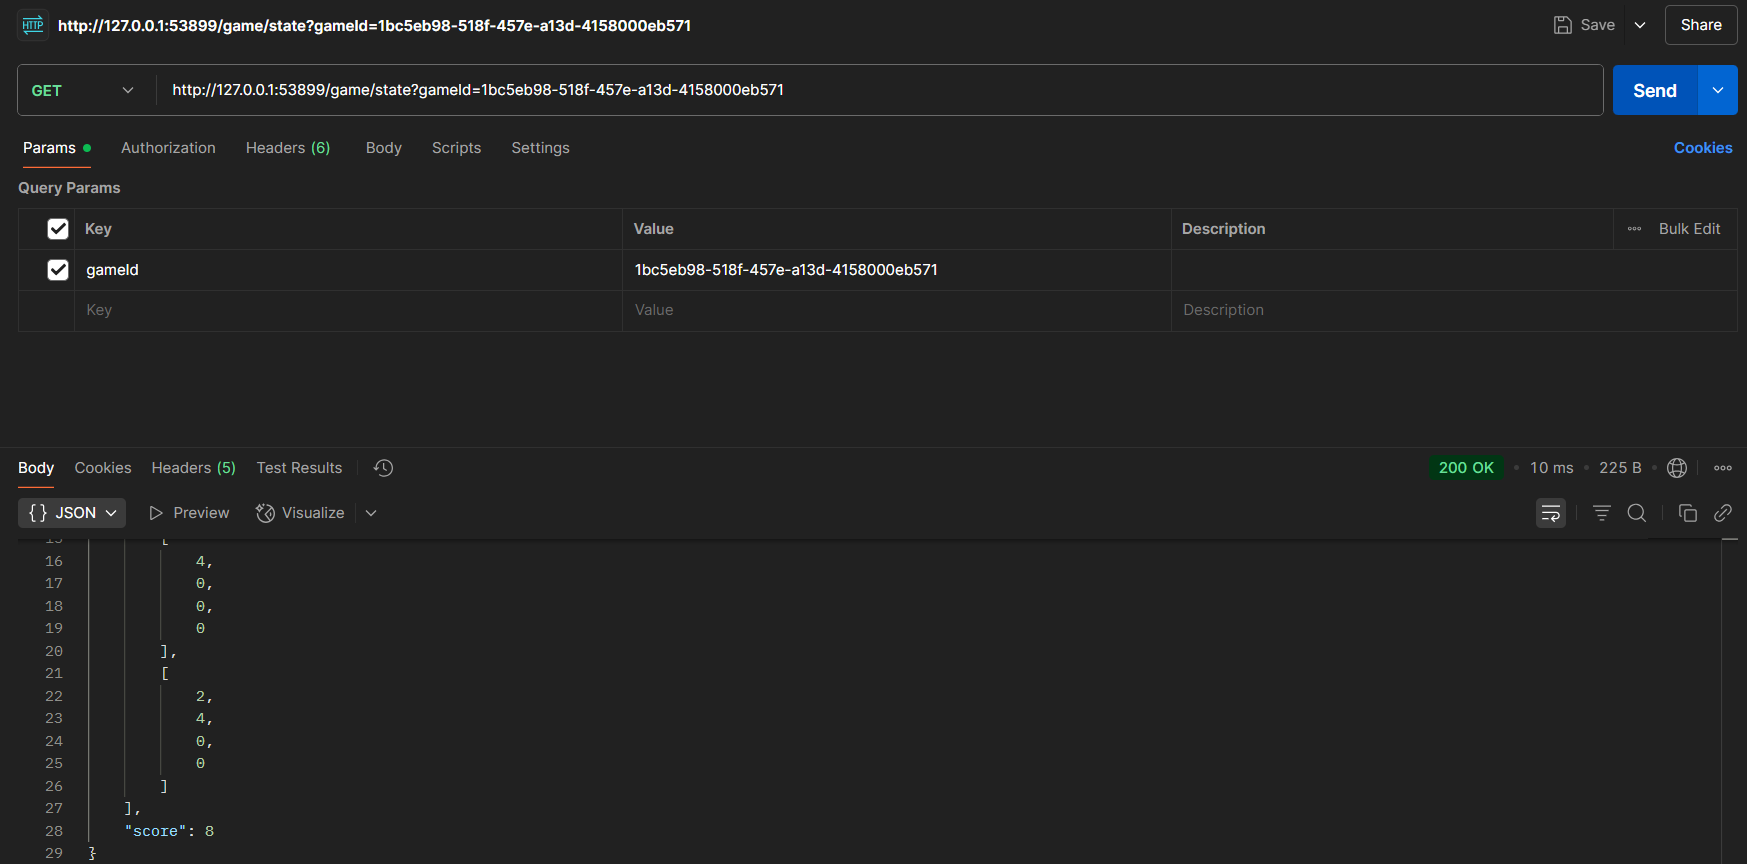 HTTP http://127.0.0.1:53899/game/state?gameId=1bc5eb98-518f-457e-a13d-4158000eb571 Save Share
GET http://127.0.0.1:53899/game/state?gameId=1bc5eb98-518f-457e-a13d-4158000eb571 Send
Params Authorization Headers (6) Body Scripts Settings Cookies
Query Params
Key Value Description Bulk Edit
gameId 1bc5eb98-518f-457e-a13d-4158000eb571
Key Value Description
Body Cookies Headers (5) Test Results 200 OK • 10 ms • 225 B
{} JSON Preview Visualize
15 [
16 4,
17 0,
18 0,
19 0
20 ],
21 [
22 2,
23 4,
24 0,
25 0
26 ]
27 ],
28 "score": 8
29 }